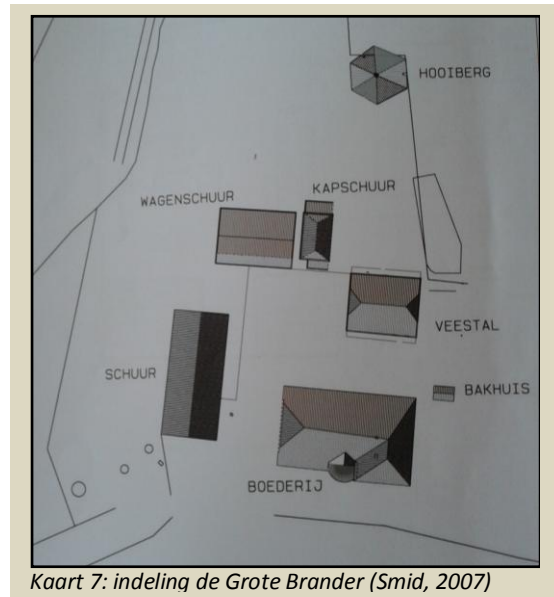 HOOIBERG
KAPSCHUUR
WAGENSCHUUR
VEESTAL
SCHUUR
BAKHUIS
BOEDERIJ
Kaart 7: indeling de Grote Brander (Smid, 2007)